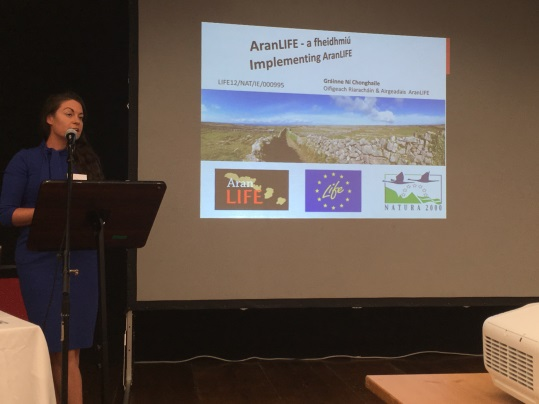 AranLIFE - a fheidhmiú
Implementing AranLIFE
LIFE12/NAT/IE/000995
Gráinne Ní Chonghaile
Oifigeach Riaracháin & Airgeadais AranLIFE
Aran
LIFE
Life
NATURA 2000